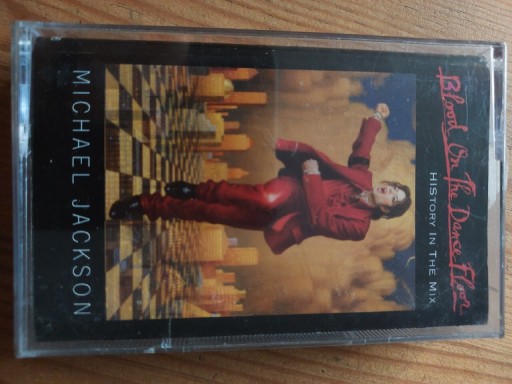 Blood On The Dance Floor
HIStory In The Mix
MICHAEL JACKSON